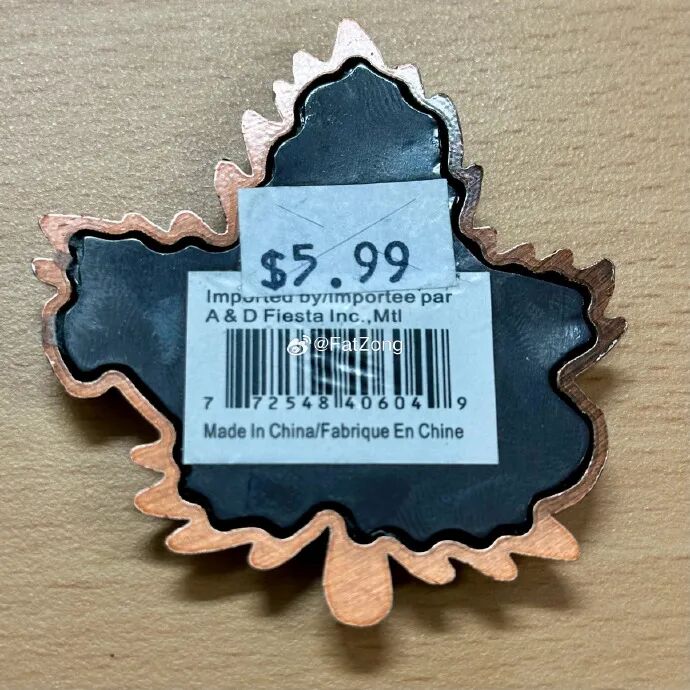 $5.99
Imported by/Importee par
A & D Fiesta Inc.,Mtl
@FatZong
7 72548 40604 9
Made In China/Fabrique En Chine